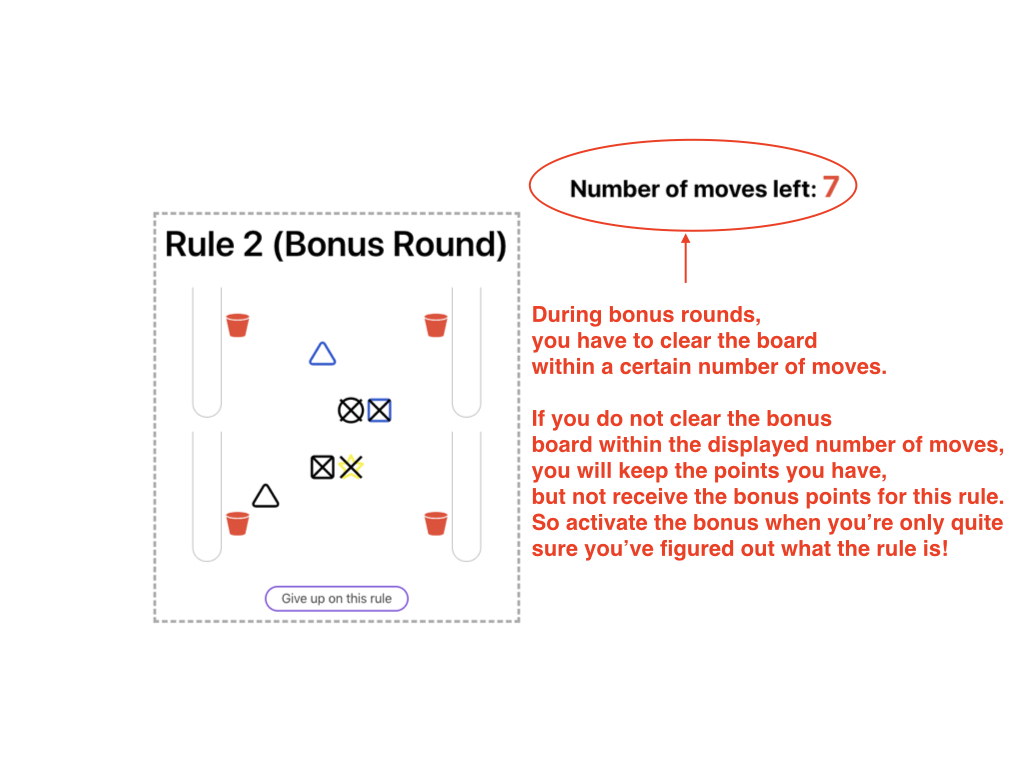 Number of moves left: 7
Rule 2 (Bonus Round)
During bonus rounds,
you have to clear the board
within a certain number of moves.
If you do not clear the bonus
board within the displayed number of moves,
you will keep the points you have,
but not receive the bonus points for this rule.
So activate the bonus when you’re only quite
sure you’ve figured out what the rule is!
Give up on this rule